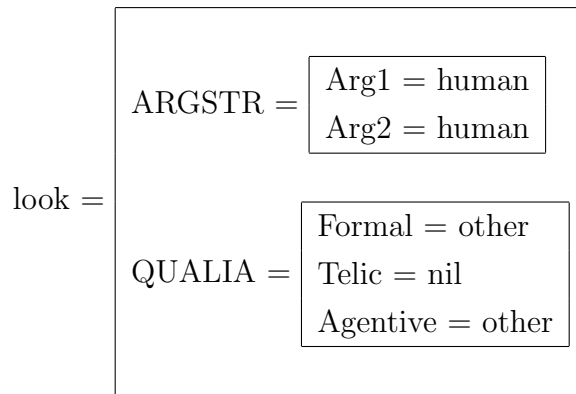 look =
ARGSTR =
Arg1 = human
Arg2 = human
QUALIA =
Formal = other
Telic = nil
Agentive = other